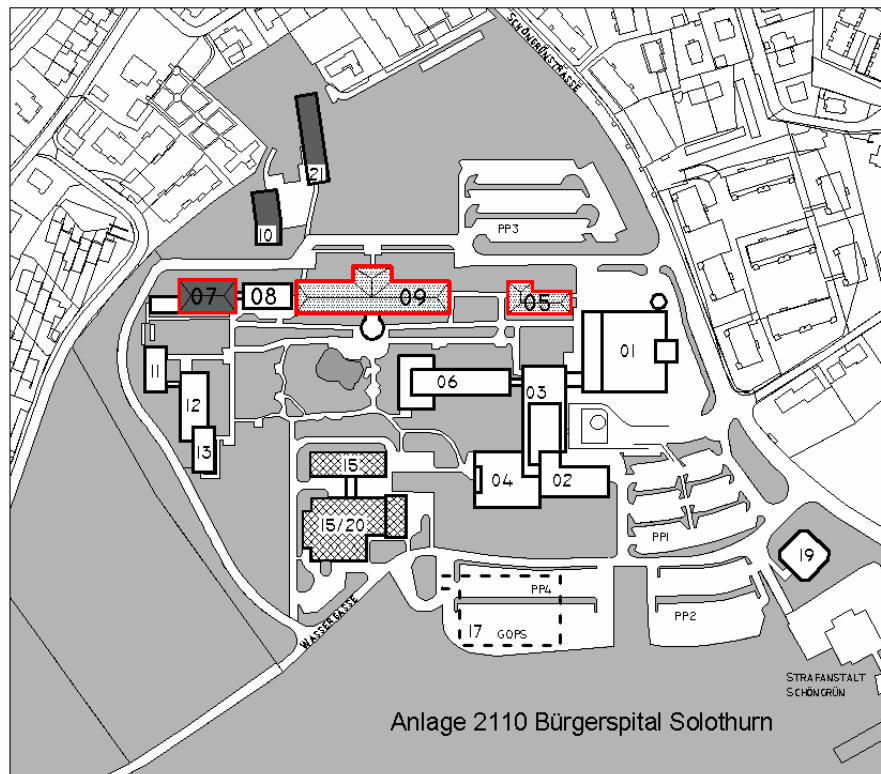 SCHÖNGRÜNSTRASSE
21
10
PP3
07
08
09
05
01
11
06
03
12
13
15
04
02
15/20
PP1
19
PP4
17
GOPS
PP2
WASSERGASSE
STRAFANSTALT
SCHÖNGRÜN
Anlage 2110 Bürgerspital Solothurn